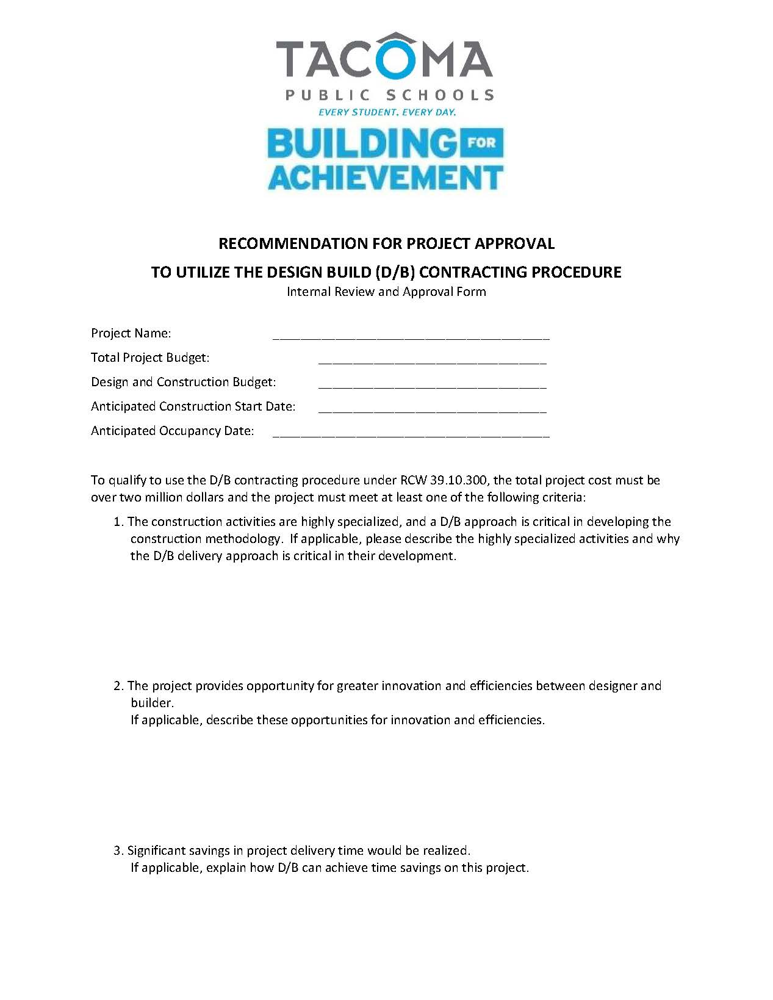 TACOMA
PUBLIC SCHOOLS
EVERY STUDENT. EVERY DAY.
BUILDING FOR
ACHIEVEMENT
RECOMMENDATION FOR PROJECT APPROVAL
TO UTILIZE THE DESIGN BUILD (D/B) CONTRACTING PROCEDURE
Internal Review and Approval Form
Project Name: ________________________________________
Total Project Budget: _________________________________
Design and Construction Budget: _________________________________
Anticipated Construction Start Date: _________________________________
Anticipated Occupancy Date: ________________________________________
To qualify to use the D/B contracting procedure under RCW 39.10.300, the total project cost must be
over two million dollars and the project must meet at least one of the following criteria:
1. The construction activities are highly specialized, and a D/B approach is critical in developing the
construction methodology. If applicable, please describe the highly specialized activities and why
the D/B delivery approach is critical in their development.
2. The project provides opportunity for greater innovation and efficiencies between designer and
builder.
If applicable, describe these opportunities for innovation and efficiencies.
3. Significant savings in project delivery time would be realized.
If applicable, explain how D/B can achieve time savings on this project.